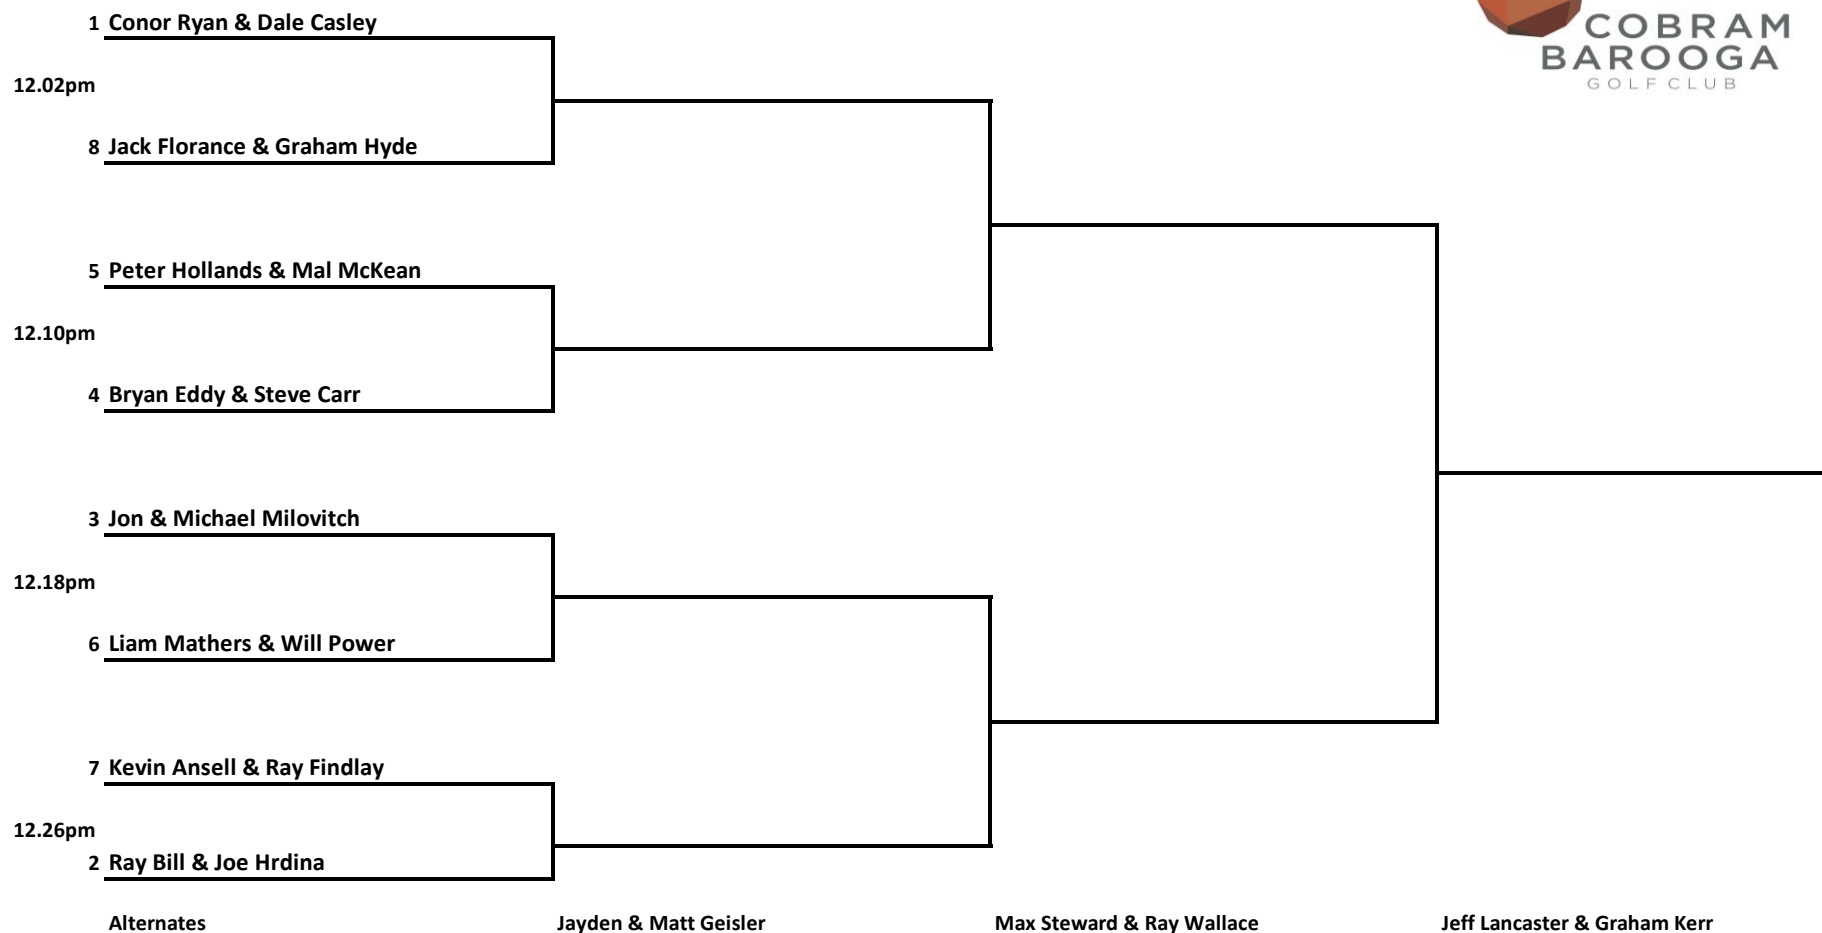 1 Conor Ryan & Dale Casley
COBRAM
BAROOGA
GOLF CLUB
12.02pm
8 Jack Florance & Graham Hyde
5 Peter Hollands & Mal McKean
12.10pm
4 Bryan Eddy & Steve Carr
3 Jon & Michael Milovitch
12.18pm
6 Liam Mathers & Will Power
7 Kevin Ansell & Ray Findlay
12.26pm
2 Ray Bill & Joe Hrdina
Alternates Jayden & Matt Geisler Max Steward & Ray Wallace Jeff Lancaster & Graham Kerr